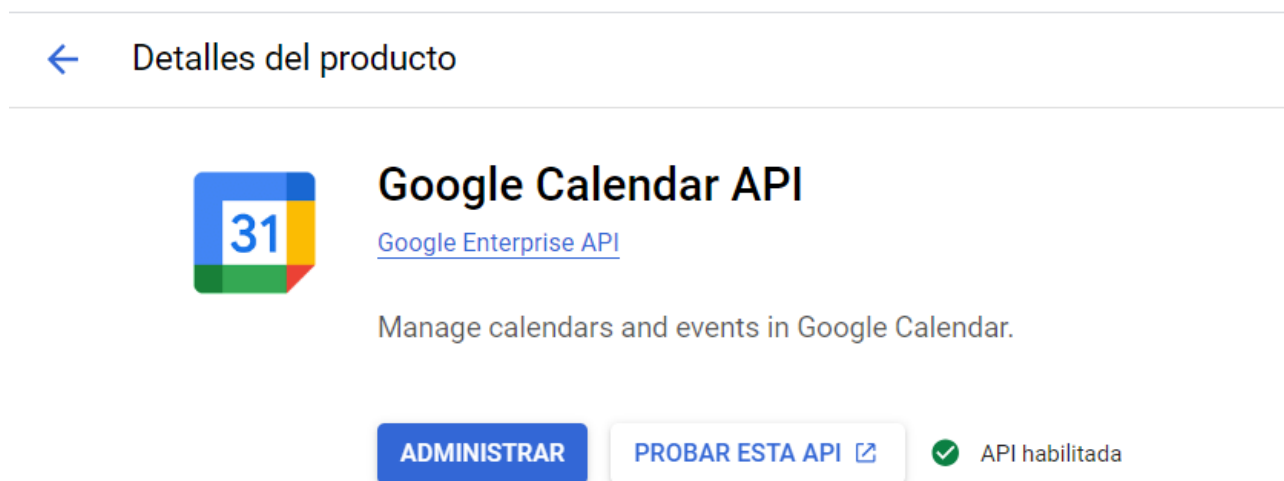 Detalles del producto
31
Google Calendar API
Google Enterprise API
Manage calendars and events in Google Calendar.
ADMINISTRAR PROBAR ESTA API API habilitada